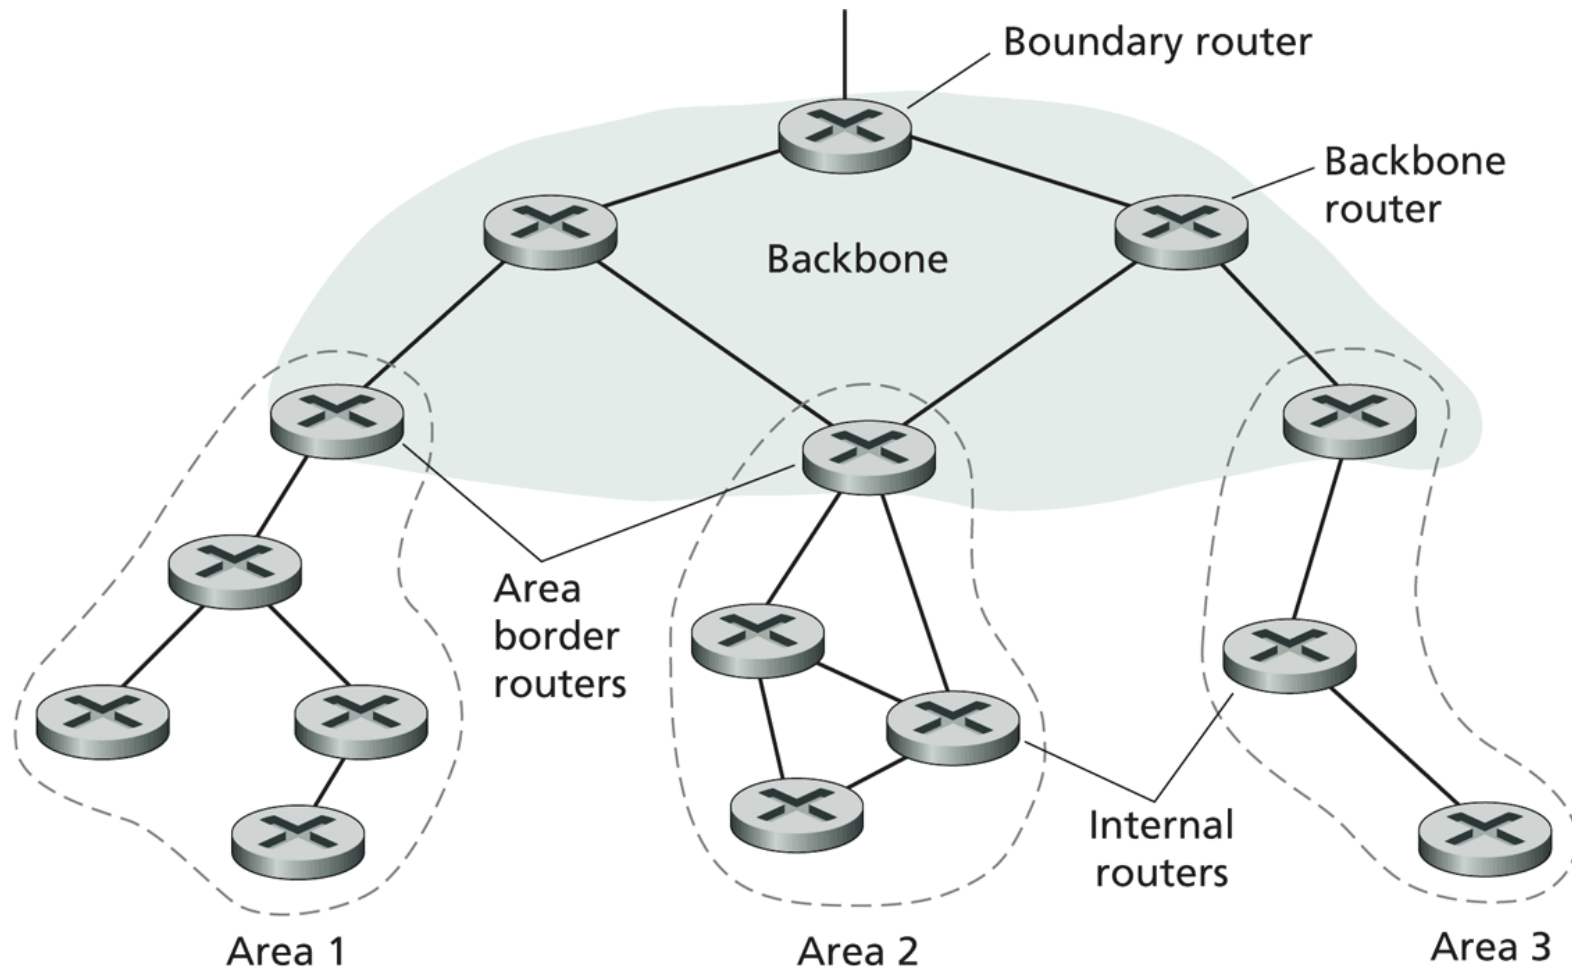 Boundary router
Backbone
router
Backbone
Area
border
routers
Internal
routers
Area 1
Area 2
Area 3